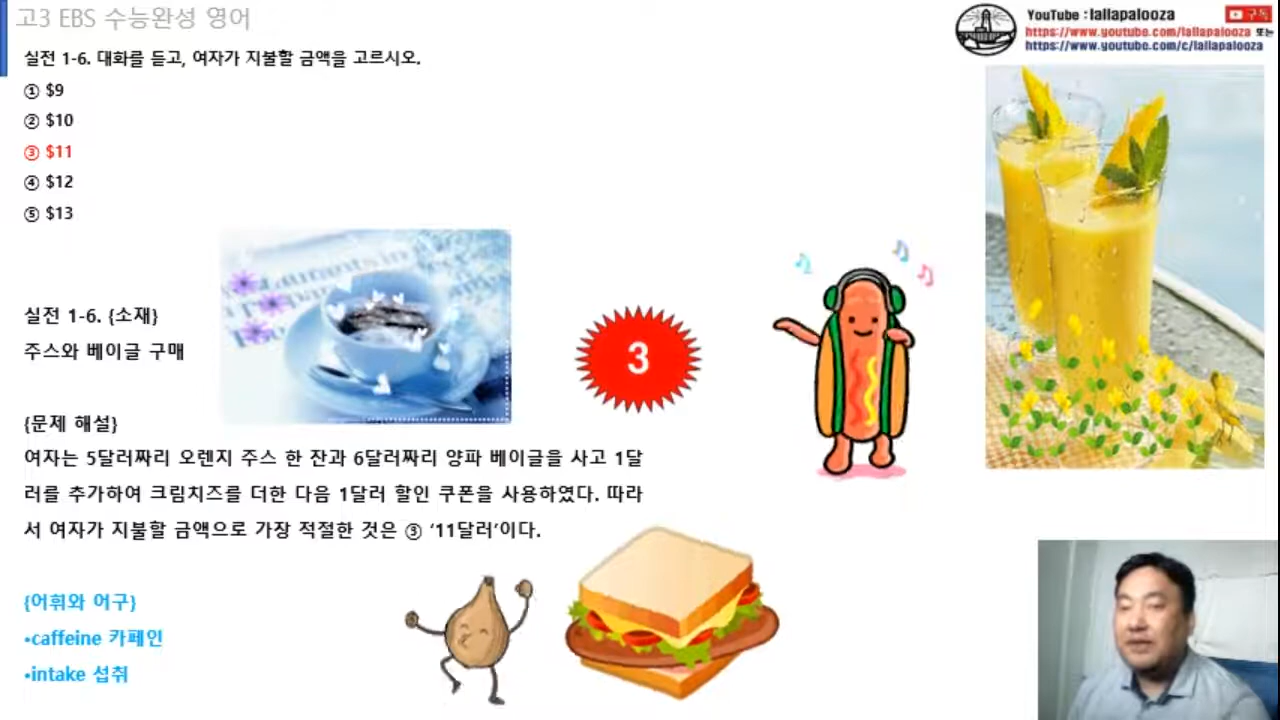 고3 EBS 수능완성 영어
YouTube : lallapalooza
구독
https://www.youtube.com/lallapalooza 또는
https://www.youtube.com/c/lallapalooza
실전 1-6. 대화를 듣고, 여자가 지불할 금액을 고르시오.
① $9
② $10
③ $11
④ $12
⑤ $13
실전 1-6. {소재}
주스와 베이글 구매
3
{문제 해설}
여자는 5달러짜리 오렌지 주스 한 잔과 6달러짜리 양파 베이글을 사고 1달
러를 추가하여 크림치즈를 더한 다음 1달러 할인 쿠폰을 사용하였다. 따라
서 여자가 지불할 금액으로 가장 적절한 것은 ③ ‘11달러’이다.
{어휘와 어구}
•caffeine 카페인
•intake 섭취